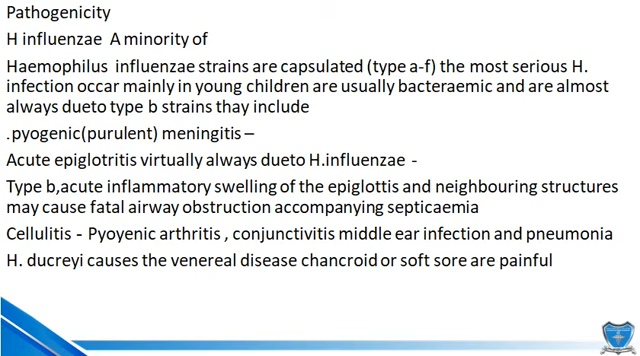 Pathogenicity
H influenzae  A minority of
Haemophilus  influenzae strains are capsulated (type a-f) the most serious H.
infection occur mainly in young children are usually bacteraemic and are almost
always dueto type b strains thay include
.pyogenic(purulent) meningitis –
Acute epiglotritis virtually always dueto H.influenzae  -
Type b,acute inflammatory swelling of the epiglottis and neighbouring structures
may cause fatal airway obstruction accompanying septicaemia
Cellulitis - Pyoyenic arthritis , conjunctivitis middle ear infection and pneumonia
H. ducreyi causes the venereal disease chancroid or soft sore are painful